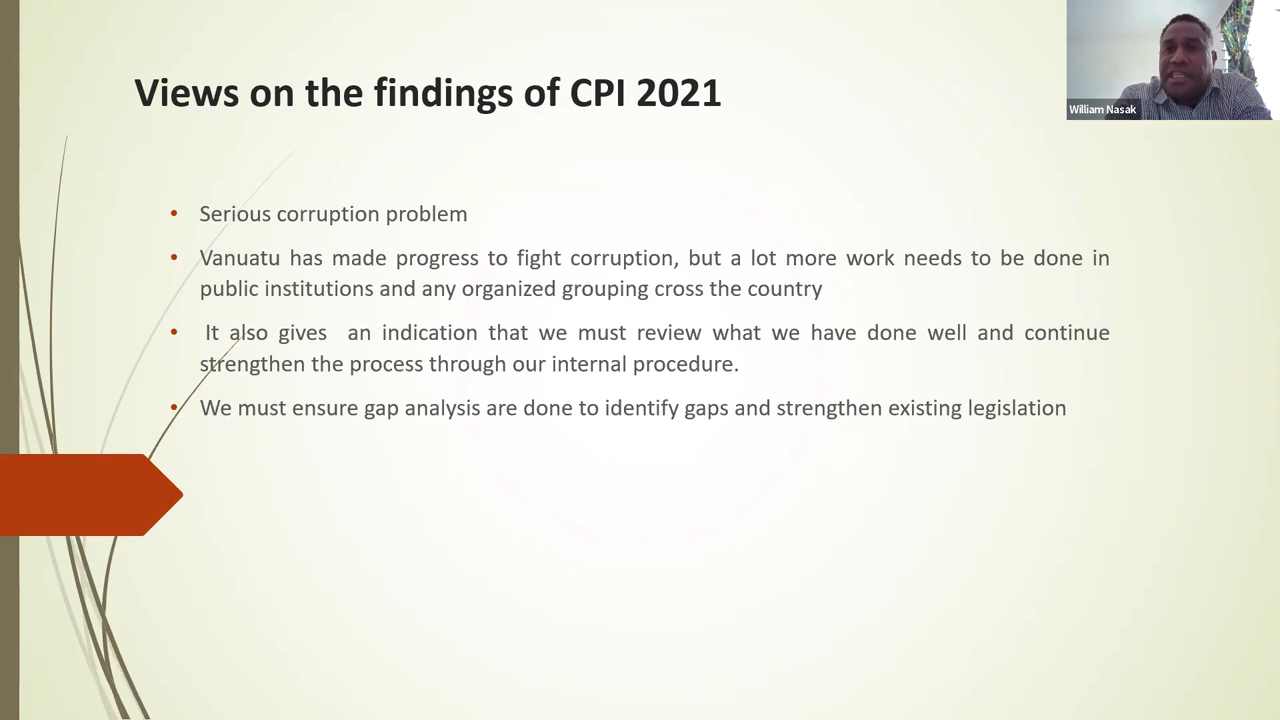 Views on the findings of CPI 2021
William Nasak
• Serious corruption problem
• Vanuatu has made progress to fight corruption, but a lot more work needs to be done in
public institutions and any organized grouping cross the country
• It also gives an indication that we must review what we have done well and continue
strengthen the process through our internal procedure.
• We must ensure gap analysis are done to identify gaps and strengthen existing legislation